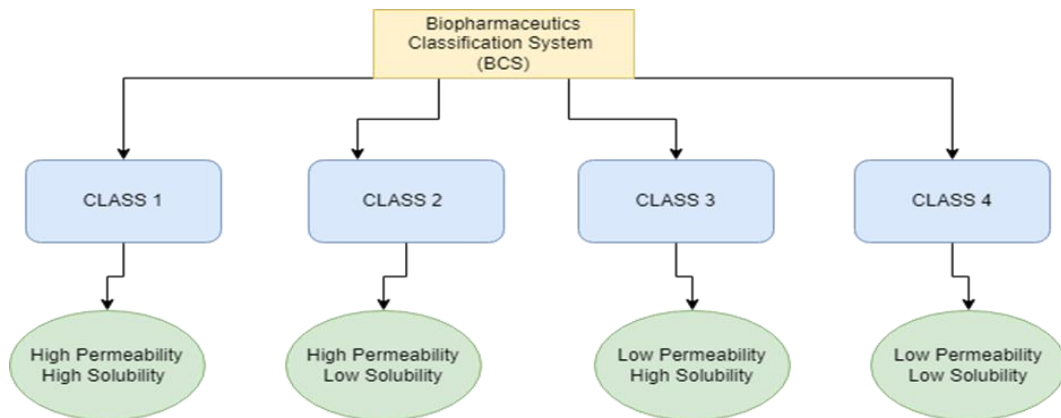 Biopharmaceutics
Classification System
(BCS)
CLASS 1
CLASS 2
CLASS 3
CLASS 4
High Permeability
High Solubility
High Permeability
Low Solubility
Low Permeability
High Solubility
Low Permeability
Low Solubility